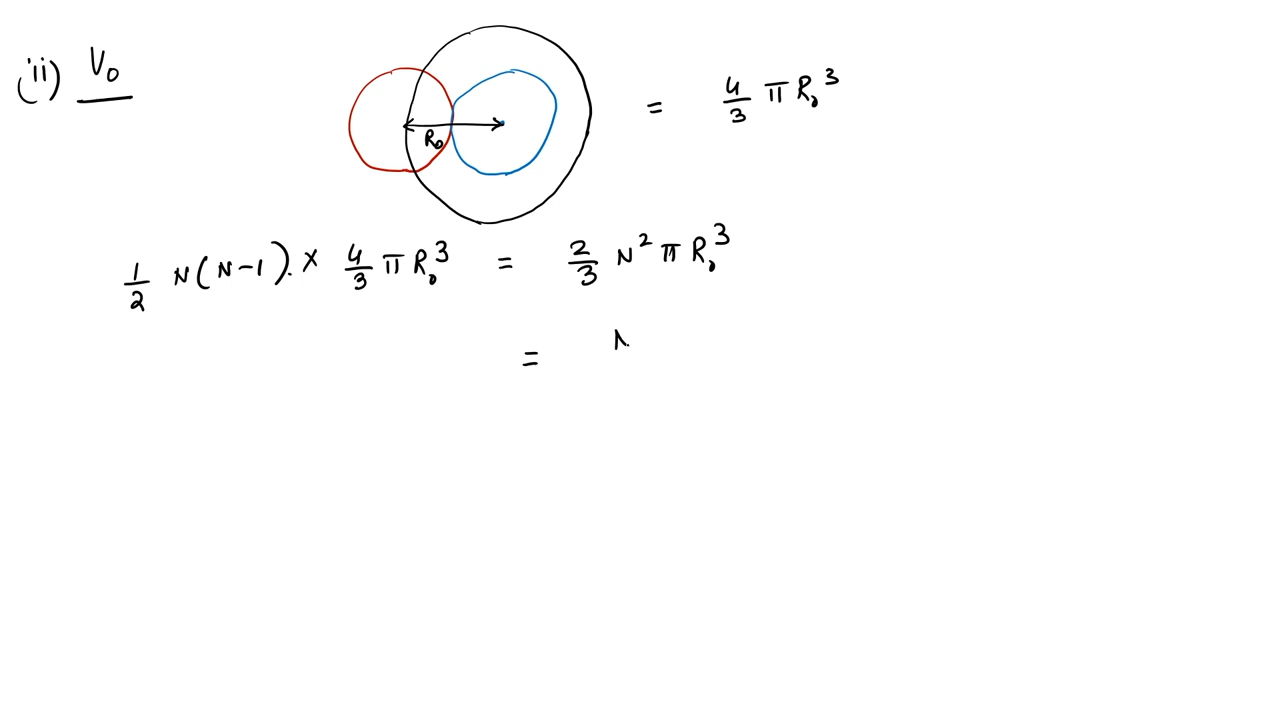 (ii) V₀
R₀
= 4/3 π R₀³
1/2 N(N-1). × 4/3 π R₀³ = 2/3 N² π R₀³
=